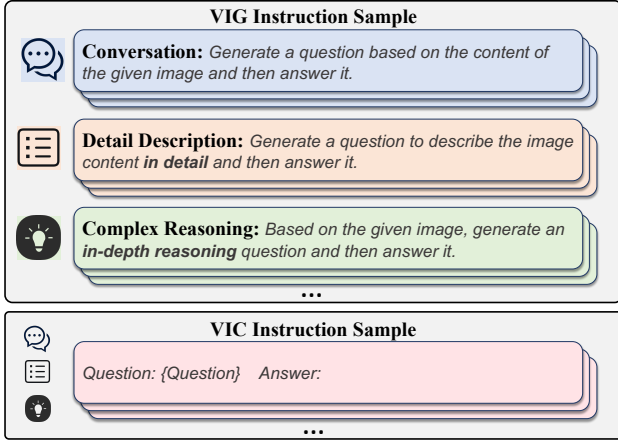 VIG Instruction Sample
Conversation: Generate a question based on the content of
the given image and then answer it.
Detail Description: Generate a question to describe the image
content in detail and then answer it.
Complex Reasoning: Based on the given image, generate an
in-depth reasoning question and then answer it.
...
VIC Instruction Sample
Question: {Question} Answer:
...